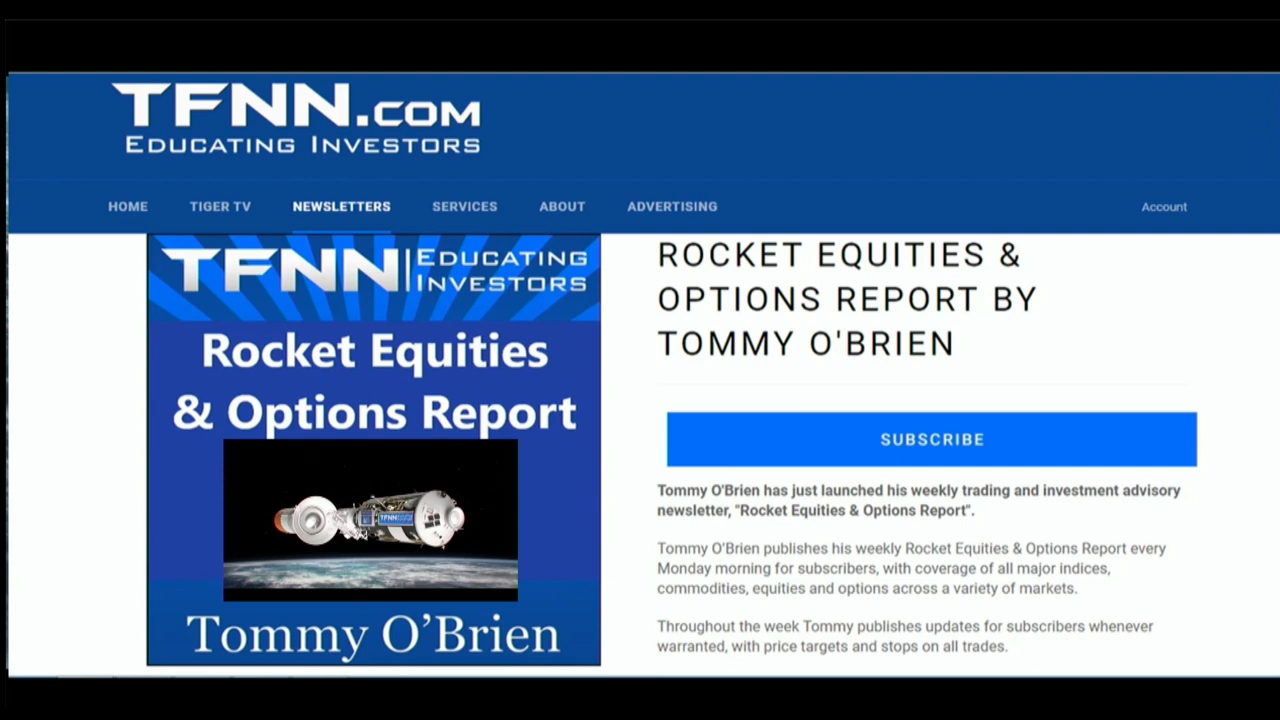 TFNN.COM
EDUCATING INVESTORS
HOME TIGER TV NEWSLETTERS SERVICES ABOUT ADVERTISING Account
TFNN EDUCATING
INVESTORS
Rocket Equities
& Options Report
TFNN
Tommy O’Brien
ROCKET EQUITIES &
OPTIONS REPORT BY
TOMMY O'BRIEN
SUBSCRIBE
Tommy O'Brien has just launched his weekly trading and investment advisory
newsletter, "Rocket Equities & Options Report".
Tommy O’Brien publishes his weekly Rocket Equities & Options Report every
Monday morning for subscribers, with coverage of all major indices,
commodities, equities and options across a variety of markets.
Throughout the week Tommy publishes updates for subscribers whenever
warranted, with price targets and stops on all trades.